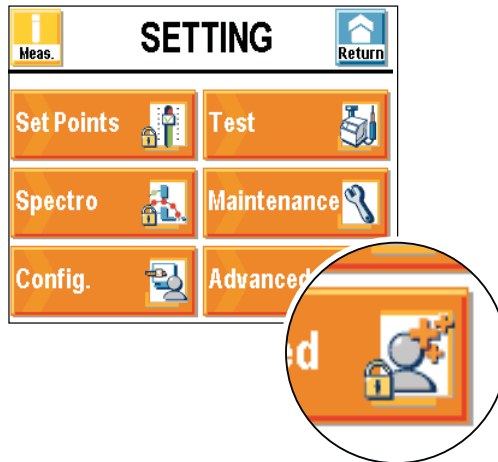 Meas.
SETTING
Return
Set Points
Test
Spectro
Maintenance
Config.
Advanced
ed